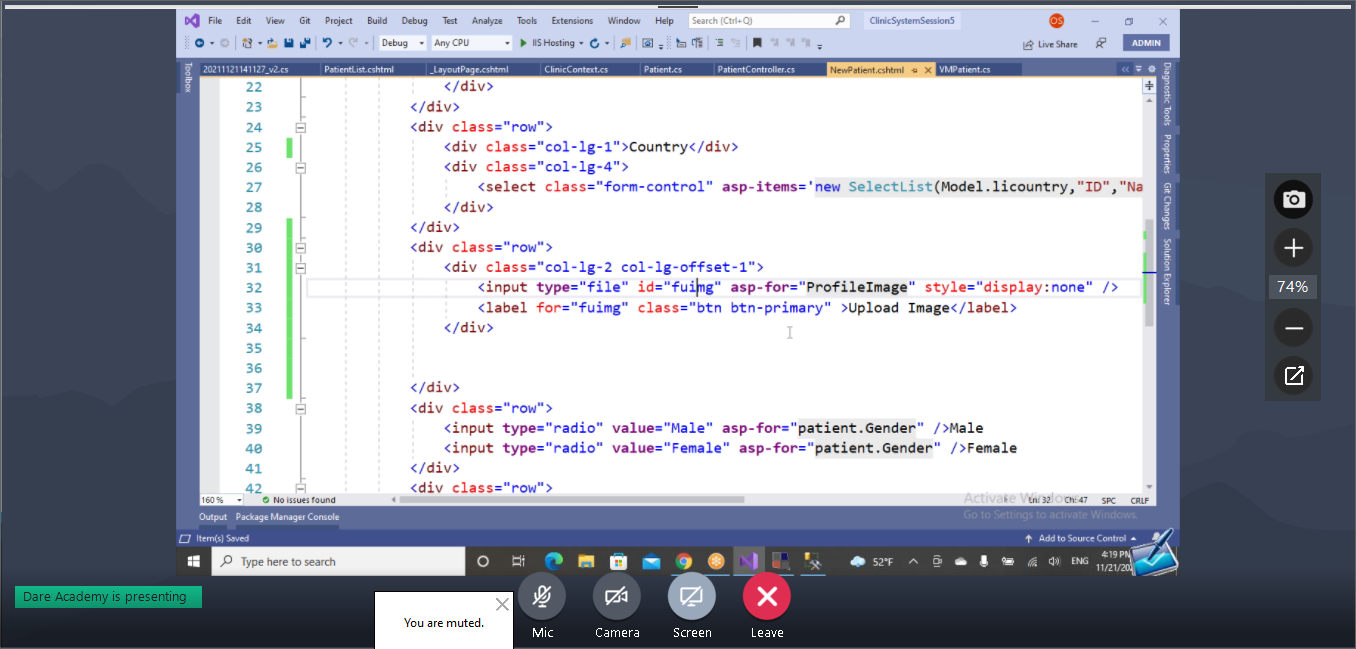 File Edit View Git Project Build Debug Test Analyze Tools Extensions Window Help Search (Ctrl+Q) ClinicSystemSession5 OS
Debug Any CPU IIS Hosting Live Share ADMIN
20211121141127_v2.cs PatientList.cshtml _LayoutPage.cshtml ClinicContext.cs Patient.cs PatientController.cs NewPatient.cshtml VMPatient.cs
Toolbox
Diagnostic Tools
Properties
Git Changes
Solution Explorer
22 </div>
23 </div>
24 <div class="row">
25 <div class="col-lg-1">Country</div>
26 <div class="col-lg-4">
27 <select class="form-control" asp-items='new SelectList(Model.licountry,"ID","Na
28 </div>
29 </div>
30 <div class="row">
31 <div class="col-lg-2 col-lg-offset-1">
32 <input type="file" id="fuimg" asp-for="ProfileImage" style="display:none" />
33 <label for="fuimg" class="btn btn-primary" >Upload Image</label>
34 </div>
35
36
37 </div>
38 <div class="row">
39 <input type="radio" value="Male" asp-for="patient.Gender" />Male
40 <input type="radio" value="Female" asp-for="patient.Gender" />Female
41 </div>
42 <div class="row">
74%
160 % No issues found Ln: 32 Ch: 47 SPC CRLF
Activate Windows
Go to Settings to activate Windows.
Output Package Manager Console
Item(s) Saved Add to Source Control
Type here to search 52°F ENG 4:19 PM
11/21/20
Dare Academy is presenting
You are muted.
Mic Camera Screen Leave